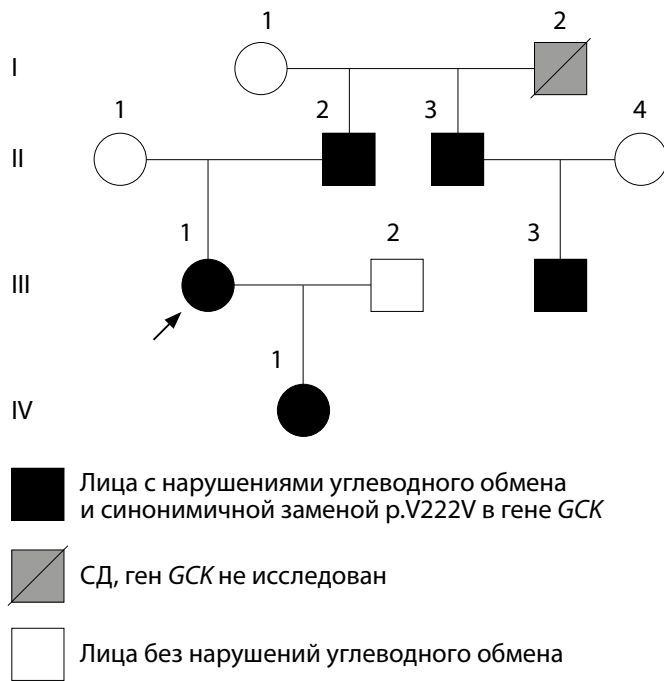 1 2
I
1 2 3 4
II
1 2 3
III
1
IV
Лица с нарушениями углеводного обмена
и синонимичной заменой p.V222V в гене GCK
СД, ген GCK не исследован
Лица без нарушений углеводного обмена